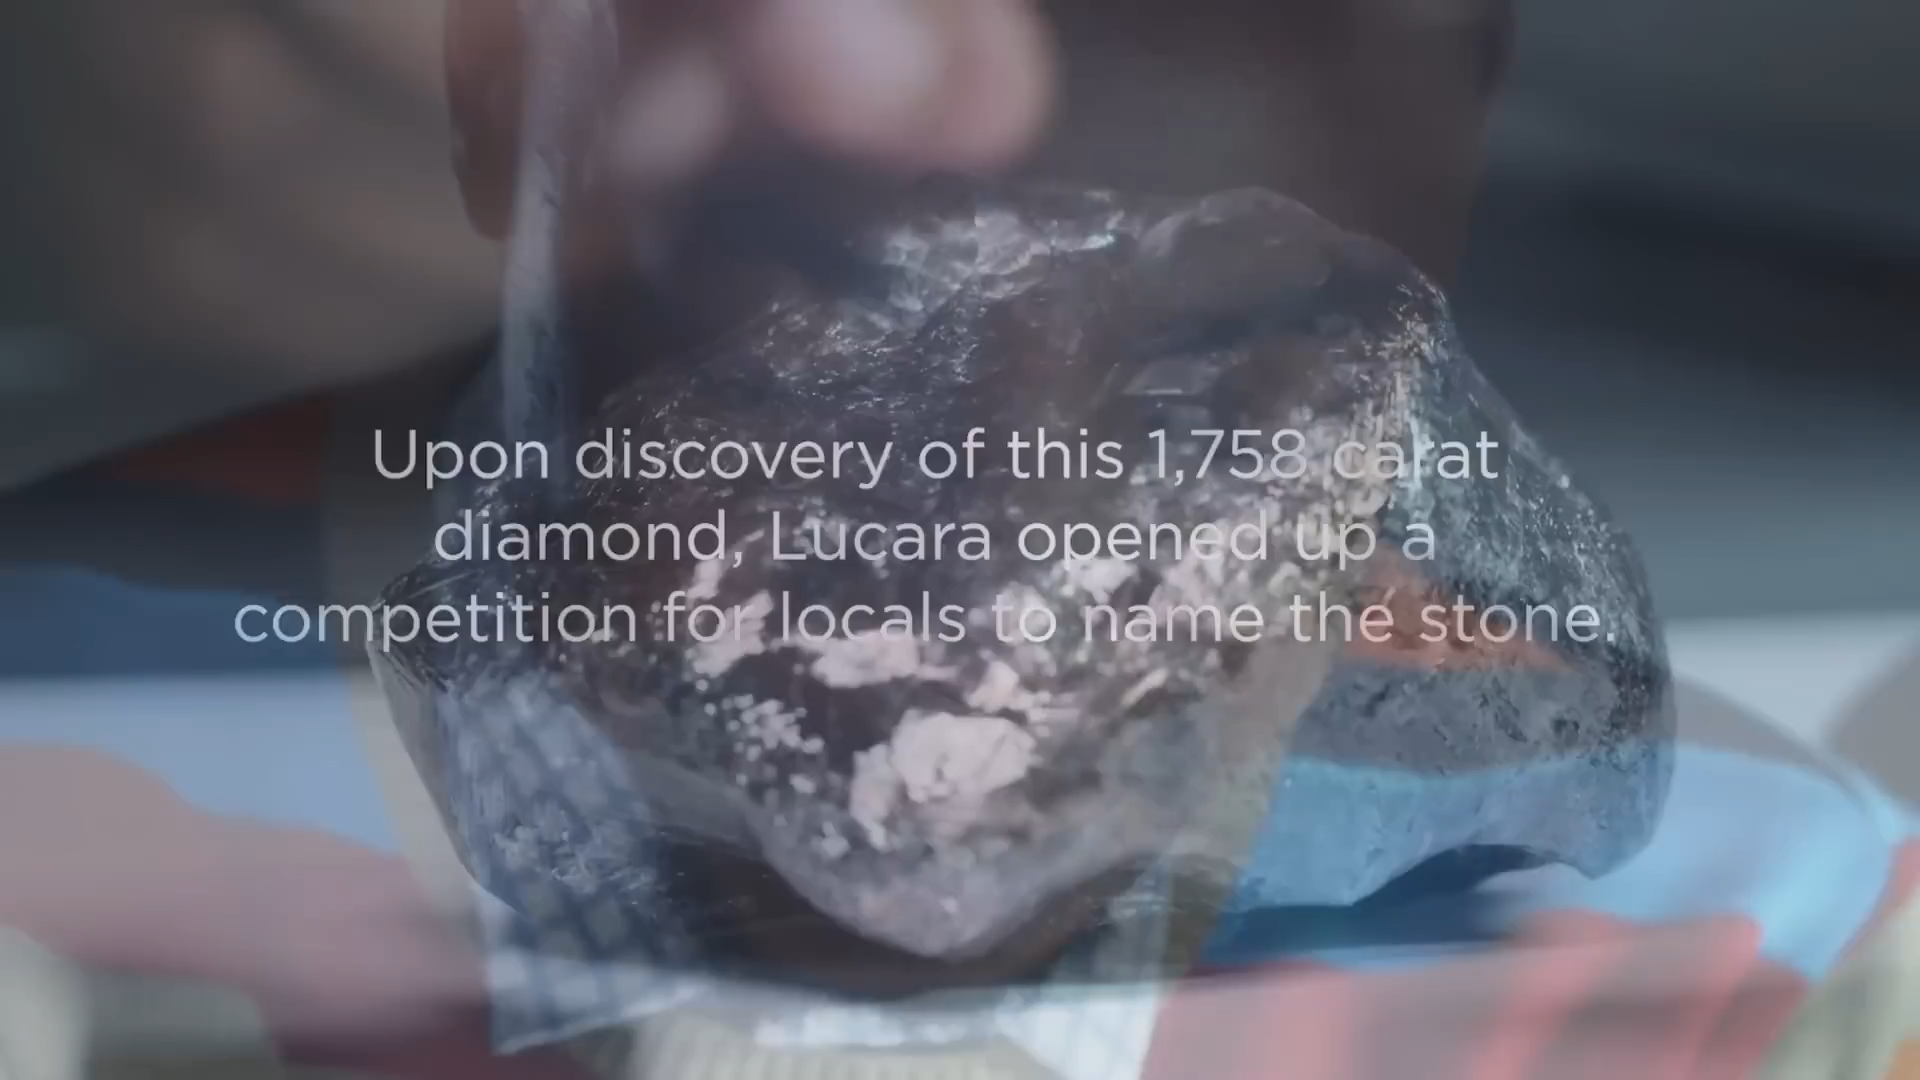 Upon discovery of this 1,758 carat
diamond, Lucara opened up a
competition for locals to name the stone.